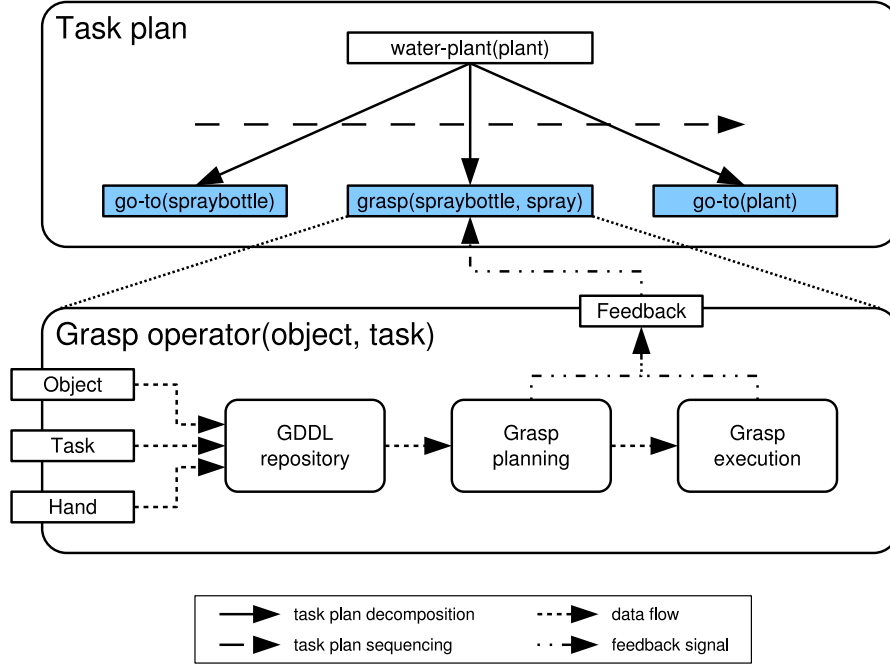 Task plan
water-plant(plant)
go-to(spraybottle)
grasp(spraybottle, spray)
go-to(plant)
Feedback
Grasp operator(object, task)
Object
Task
Hand
GDDL
repository
Grasp
planning
Grasp
execution
task plan decomposition
data flow
task plan sequencing
feedback signal